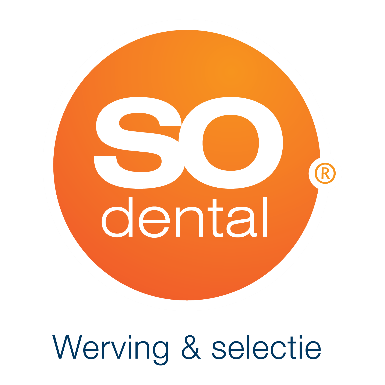 so
dental
®
Werving & selectie